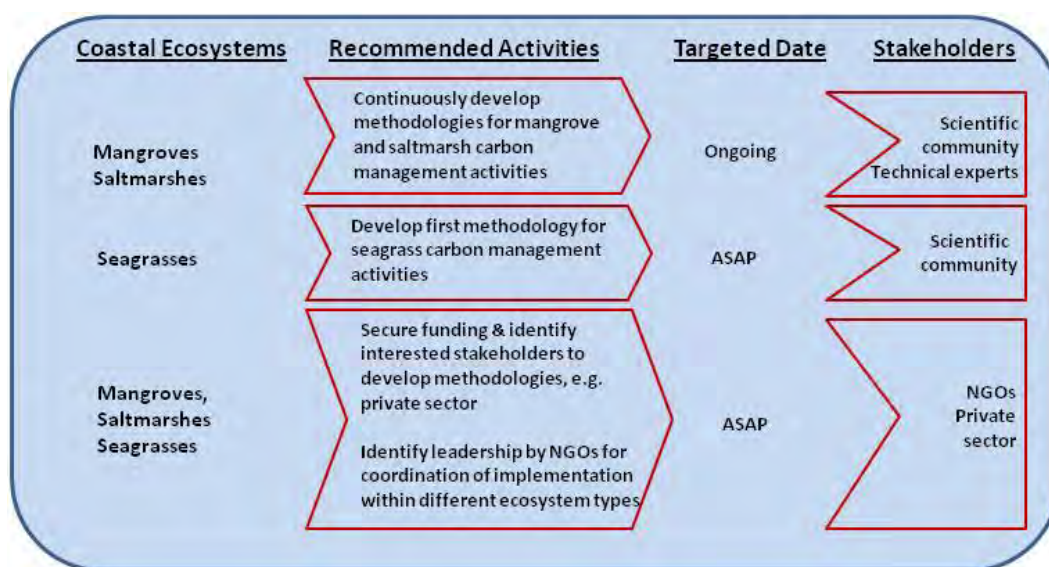 Coastal Ecosystems
Recommended Activities
Targeted Date
Stakeholders
Mangroves
Saltmarshes
Continuously develop
methodologies for mangrove
and saltmarsh carbon
management activities
Ongoing
Scientific
community
Technical experts
Seagrasses
Develop first methodology for
seagrass carbon management
activities
ASAP
Scientific
community
Mangroves,
Saltmarshes
Seagrasses
Secure funding & identify
interested stakeholders to
develop methodologies, e.g.
private sector
Identify leadership by NGOs for
coordination of implementation
within different ecosystem types
ASAP
NGOs
Private
sector